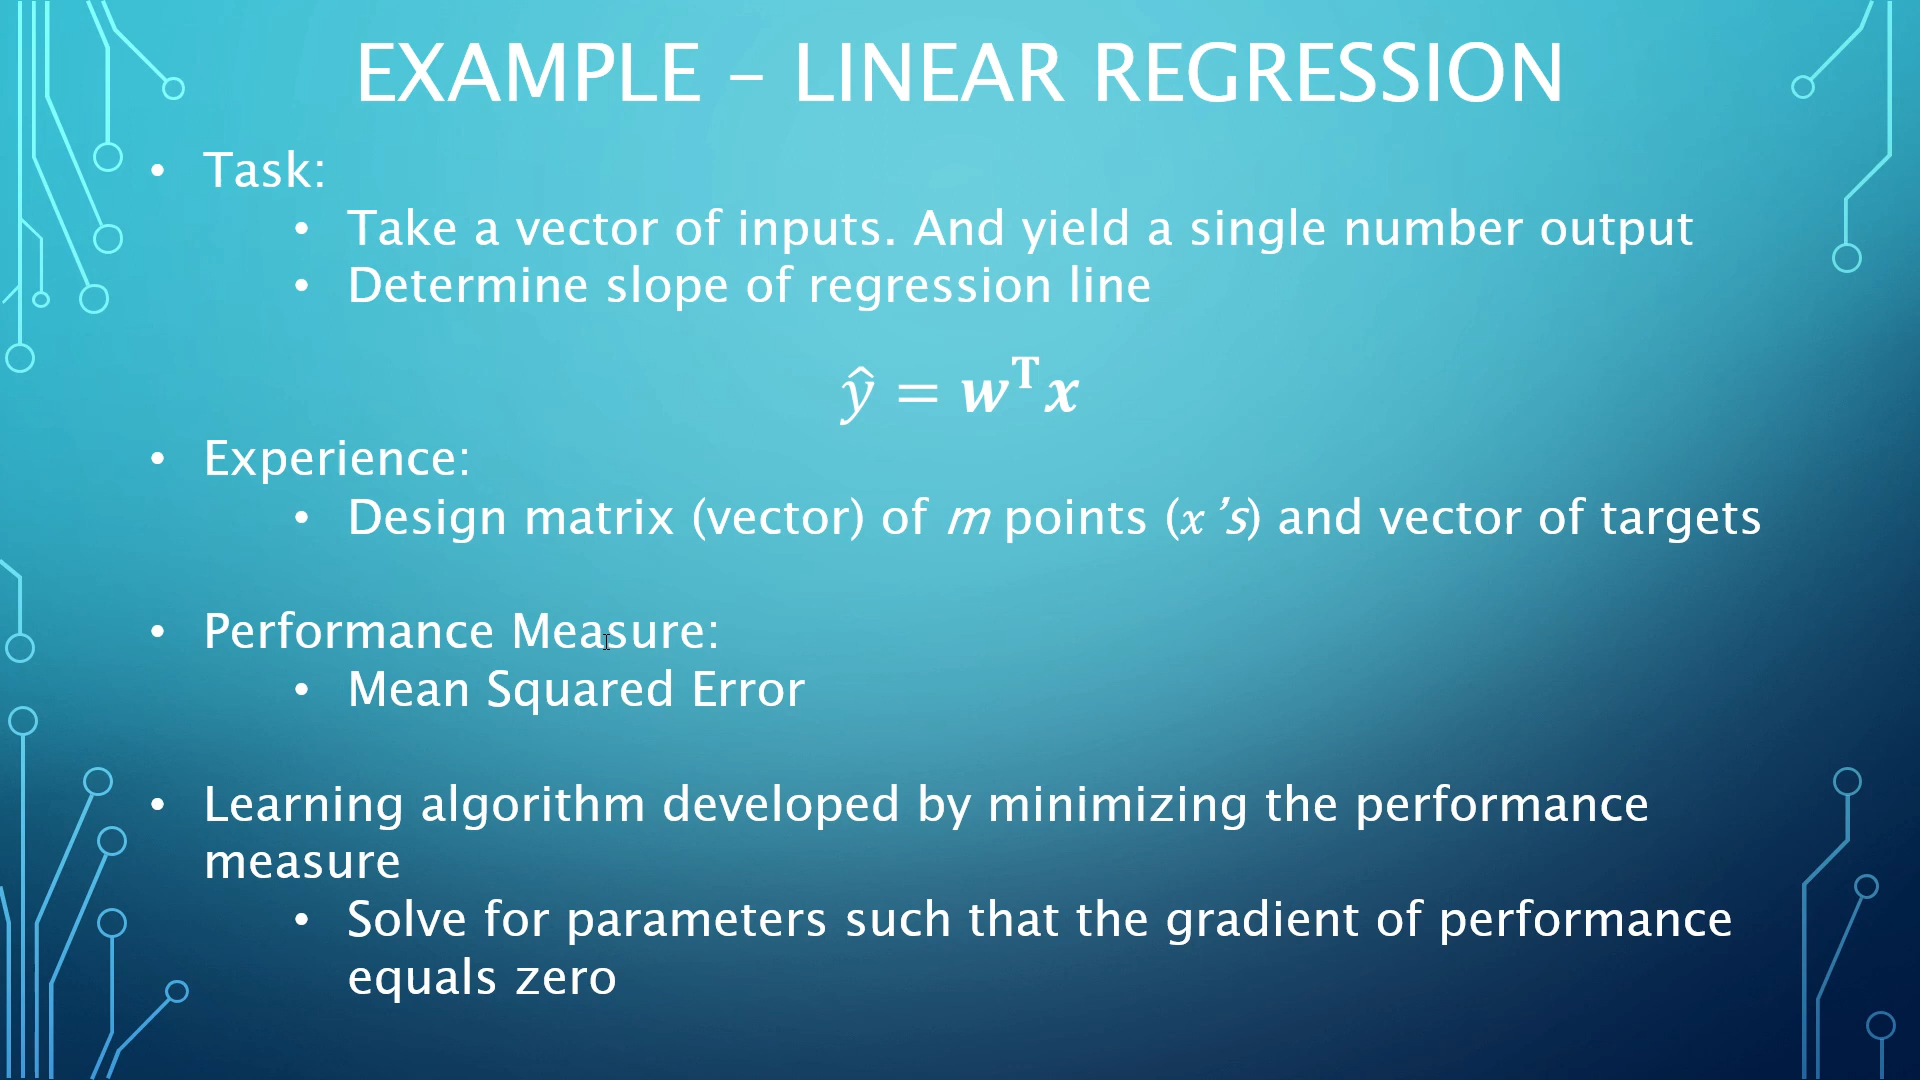 EXAMPLE – LINEAR REGRESSION
• Task:
• Take a vector of inputs. And yield a single number output
• Determine slope of regression line
ŷ = wᵀx
• Experience:
• Design matrix (vector) of m points (x 's) and vector of targets
• Performance Measure:
• Mean Squared Error
• Learning algorithm developed by minimizing the performance
measure
• Solve for parameters such that the gradient of performance
equals zero